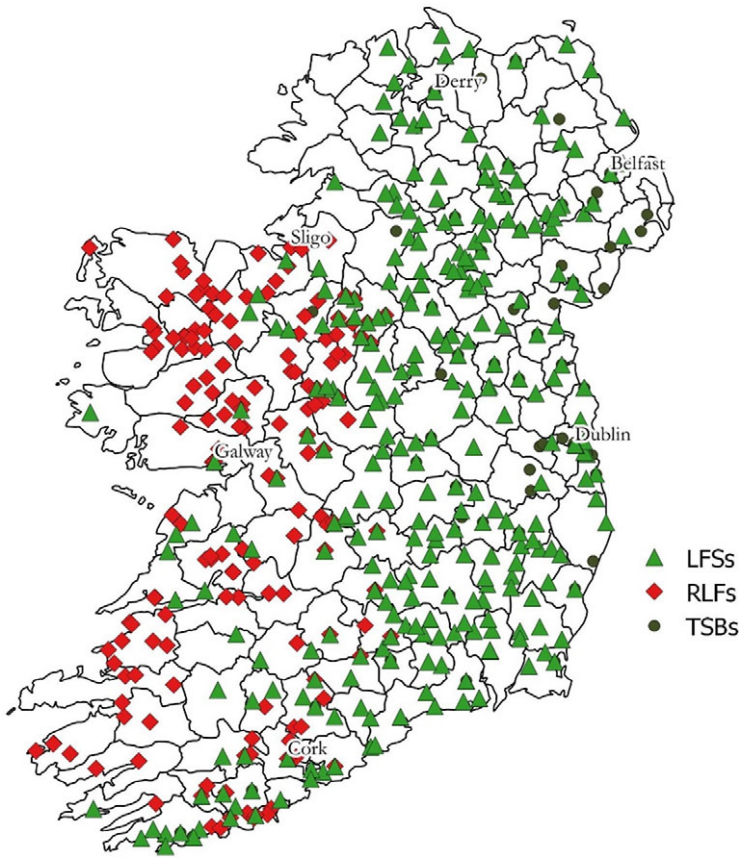 Derry
Belfast
Sligo
Dublin
Galway
LFSs
RLFs
TSBs
Cork